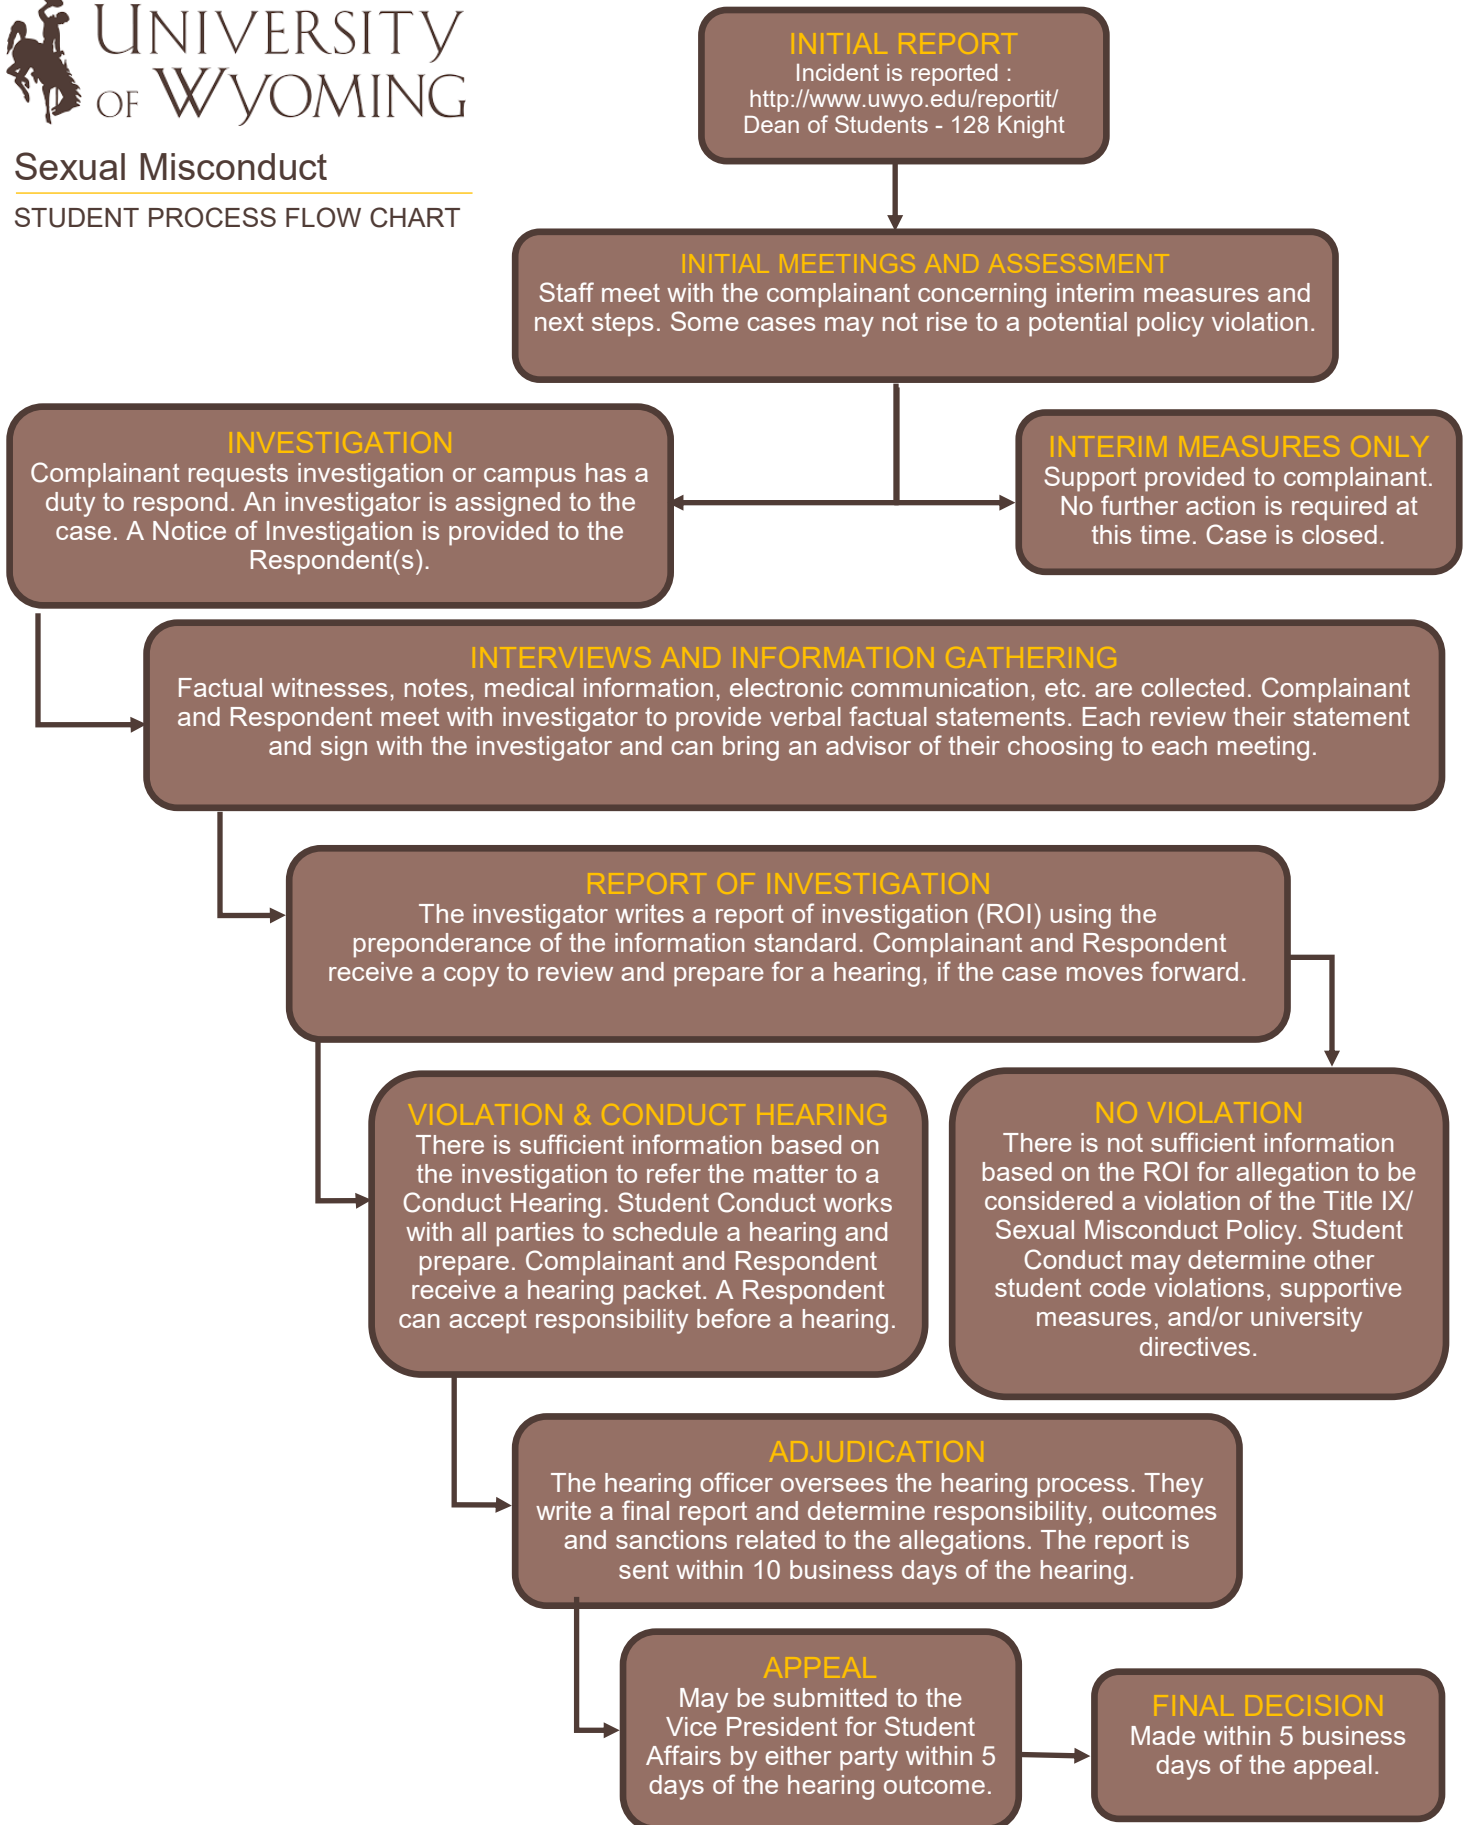 UNIVERSITY
OF WYOMING
Sexual Misconduct
STUDENT PROCESS FLOW CHART
INITIAL REPORT
Incident is reported :
http://www.uwyo.edu/reportit/
Dean of Students - 128 Knight
INITIAL MEETINGS AND ASSESSMENT
Staff meet with the complainant concerning interim measures and
next steps. Some cases may not rise to a potential policy violation.
INVESTIGATION
Complainant requests investigation or campus has a
duty to respond. An investigator is assigned to the
case. A Notice of Investigation is provided to the
Respondent(s).
INTERIM MEASURES ONLY
Support provided to complainant.
No further action is required at
this time. Case is closed.
INTERVIEWS AND INFORMATION GATHERING
Factual witnesses, notes, medical information, electronic communication, etc. are collected. Complainant
and Respondent meet with investigator to provide verbal factual statements. Each review their statement
and sign with the investigator and can bring an advisor of their choosing to each meeting.
REPORT OF INVESTIGATION
The investigator writes a report of investigation (ROI) using the
preponderance of the information standard. Complainant and Respondent
receive a copy to review and prepare for a hearing, if the case moves forward.
VIOLATION & CONDUCT HEARING
There is sufficient information based on
the investigation to refer the matter to a
Conduct Hearing. Student Conduct works
with all parties to schedule a hearing and
prepare. Complainant and Respondent
receive a hearing packet. A Respondent
can accept responsibility before a hearing.
NO VIOLATION
There is not sufficient information
based on the ROI for allegation to be
considered a violation of the Title IX/
Sexual Misconduct Policy. Student
Conduct may determine other
student code violations, supportive
measures, and/or university
directives.
ADJUDICATION
The hearing officer oversees the hearing process. They
write a final report and determine responsibility, outcomes
and sanctions related to the allegations. The report is
sent within 10 business days of the hearing.
APPEAL
May be submitted to the
Vice President for Student
Affairs by either party within 5
days of the hearing outcome.
FINAL DECISION
Made within 5 business
days of the appeal.